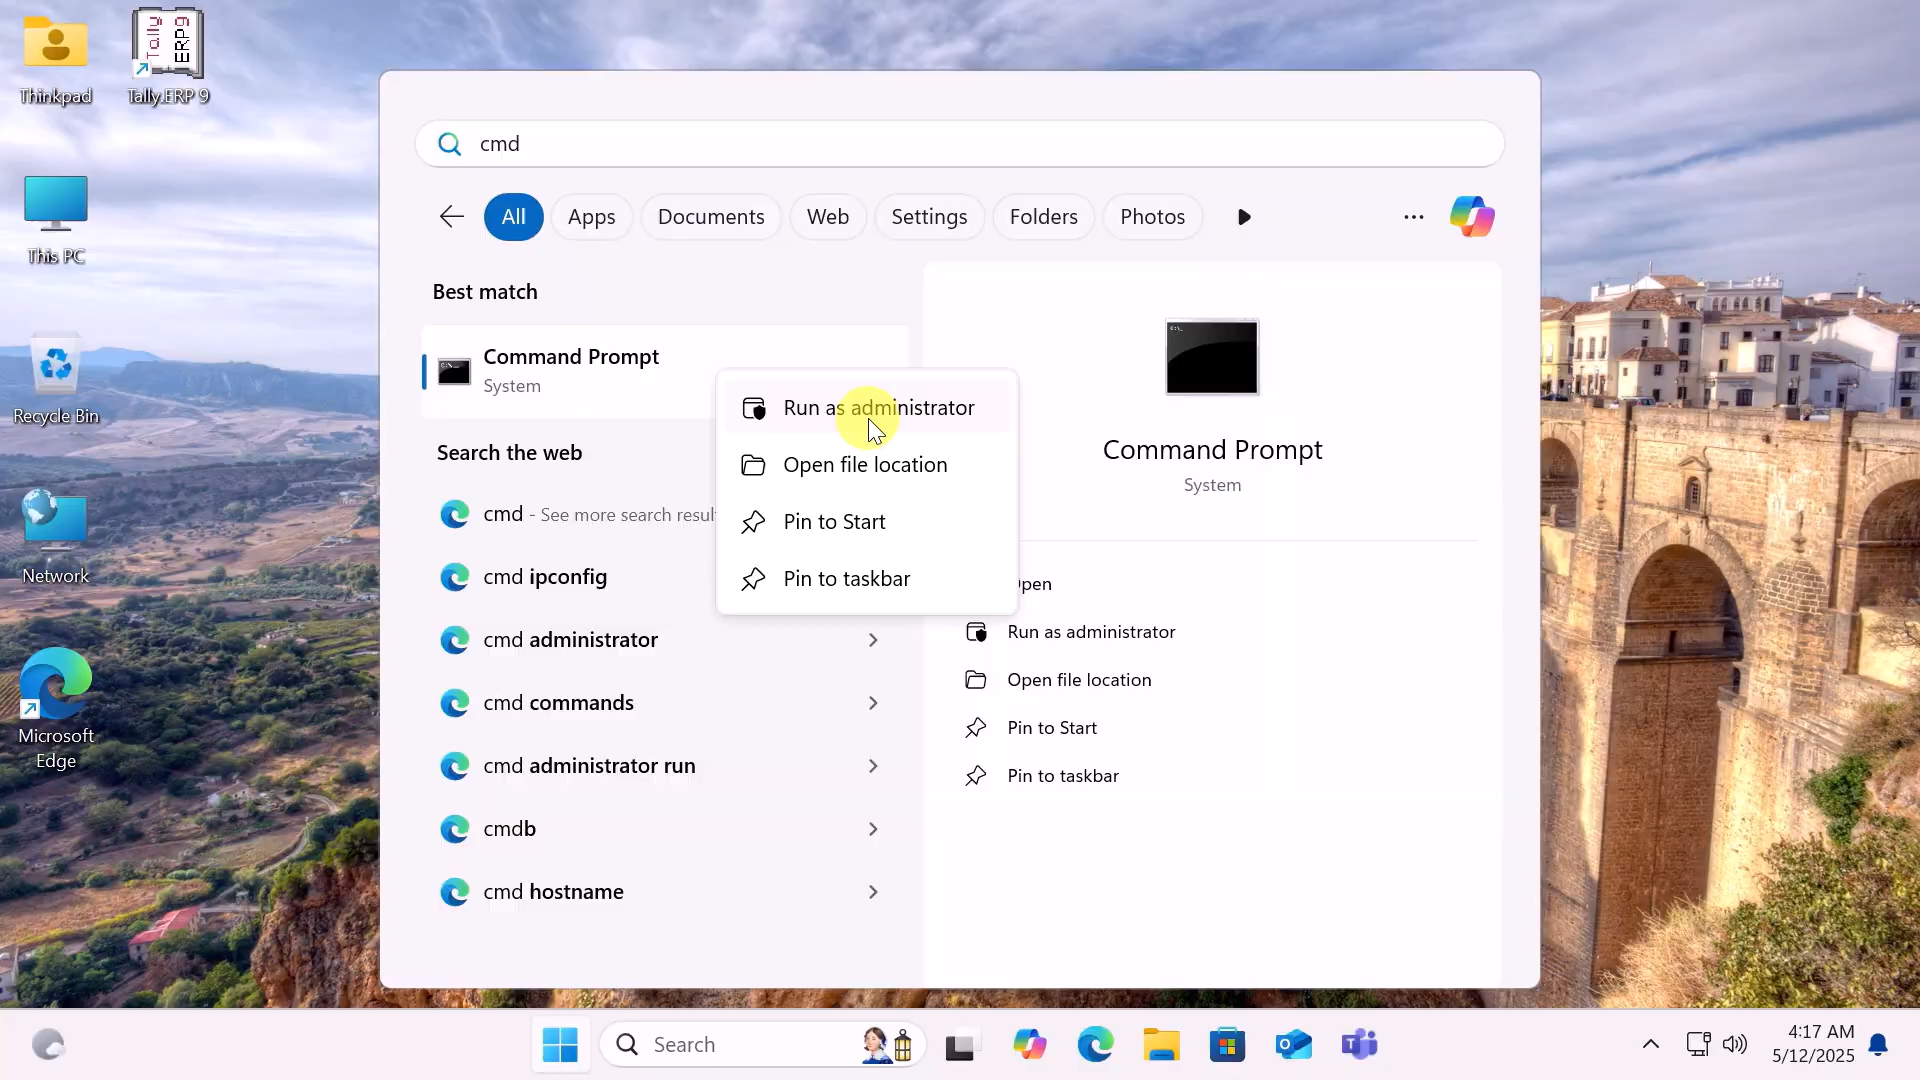 Thinkpad
Tally
ERP9
Tally.ERP 9
This PC
Recycle Bin
Network
Microsoft
Edge
cmd
All
Apps
Documents
Web
Settings
Folders
Photos
Best match
Command Prompt
System
Search the web
cmd - See more search resul
cmd ipconfig
cmd administrator
cmd commands
cmd administrator run
cmdb
cmd hostname
Run as administrator
Open file location
Pin to Start
Pin to taskbar
Command Prompt
System
pen
Run as administrator
Open file location
Pin to Start
Pin to taskbar
Search
4:17 AM
5/12/2025